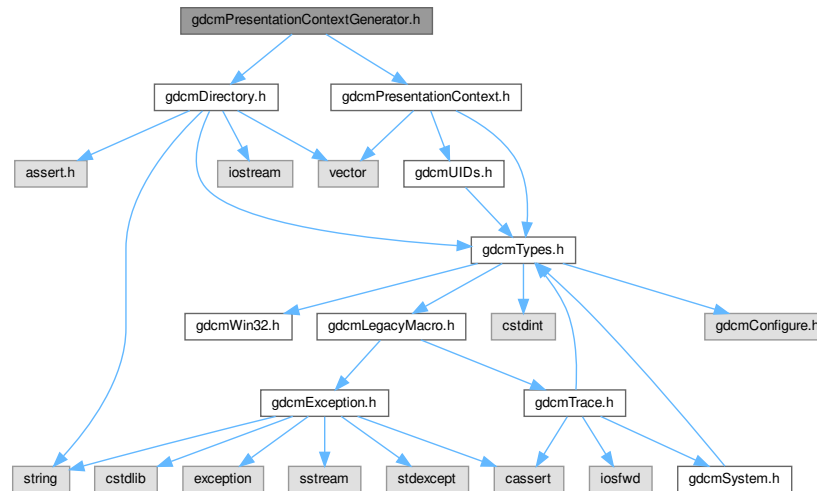 gdcmPresentationContextGenerator.h
gdcmDirectory.h
gdcmPresentationContext.h
assert.h
iostream
vector
gdcmUIDs.h
gdcmTypes.h
gdcmWin32.h
gdcmLegacyMacro.h
cstdint
gdcmConfigure.h
gdcmException.h
gdcmTrace.h
string
cstdlib
exception
sstream
stdexcept
cassert
iosfwd
gdcmSystem.h